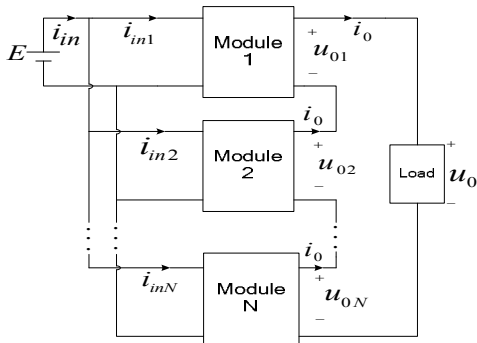 i_in i_in1 Module 1 + u_01 − i_0
E
i_0
i_in2 Module 2 + u_02 −
Load + u_0 −
i_0
i_inN Module N + u_0N −